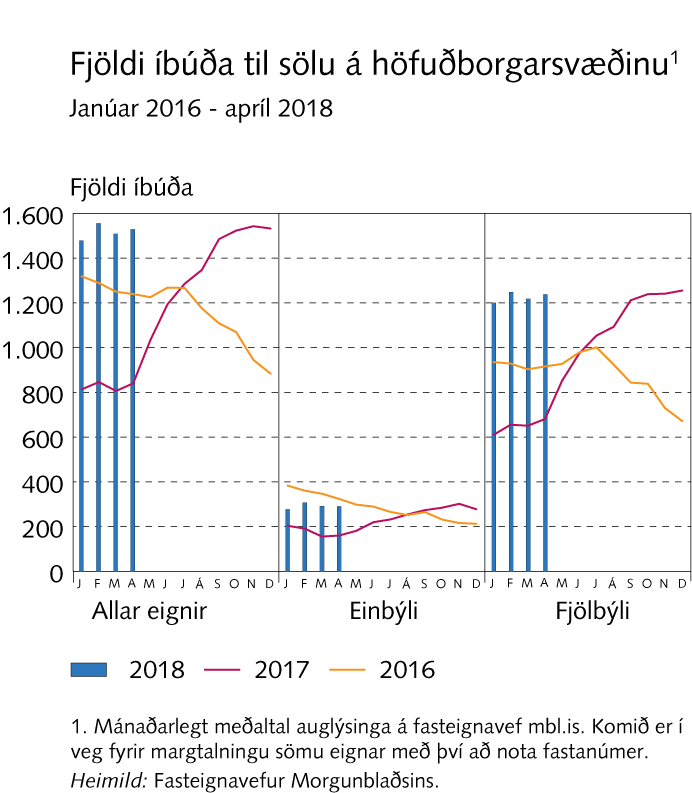 Fjöldi íbúða til sölu á höfuðborgarsvæðinu¹
Janúar 2016 - apríl 2018
Fjöldi íbúða
1.600
1.400
1.200
1.000
800
600
400
200
0
J F M A M J J Á S O N D J F M A M J J Á S O N D J F M A M J J Á S O N D
Allar eignir Einbýli Fjölbýli
2018 2017 2016
1. Mánaðarlegt meðaltal auglýsinga á fasteignavef mbl.is. Komið er í
veg fyrir margtalningu sömu eignar með því að nota fastanúmer.
Heimild: Fasteignavefur Morgunblaðsins.